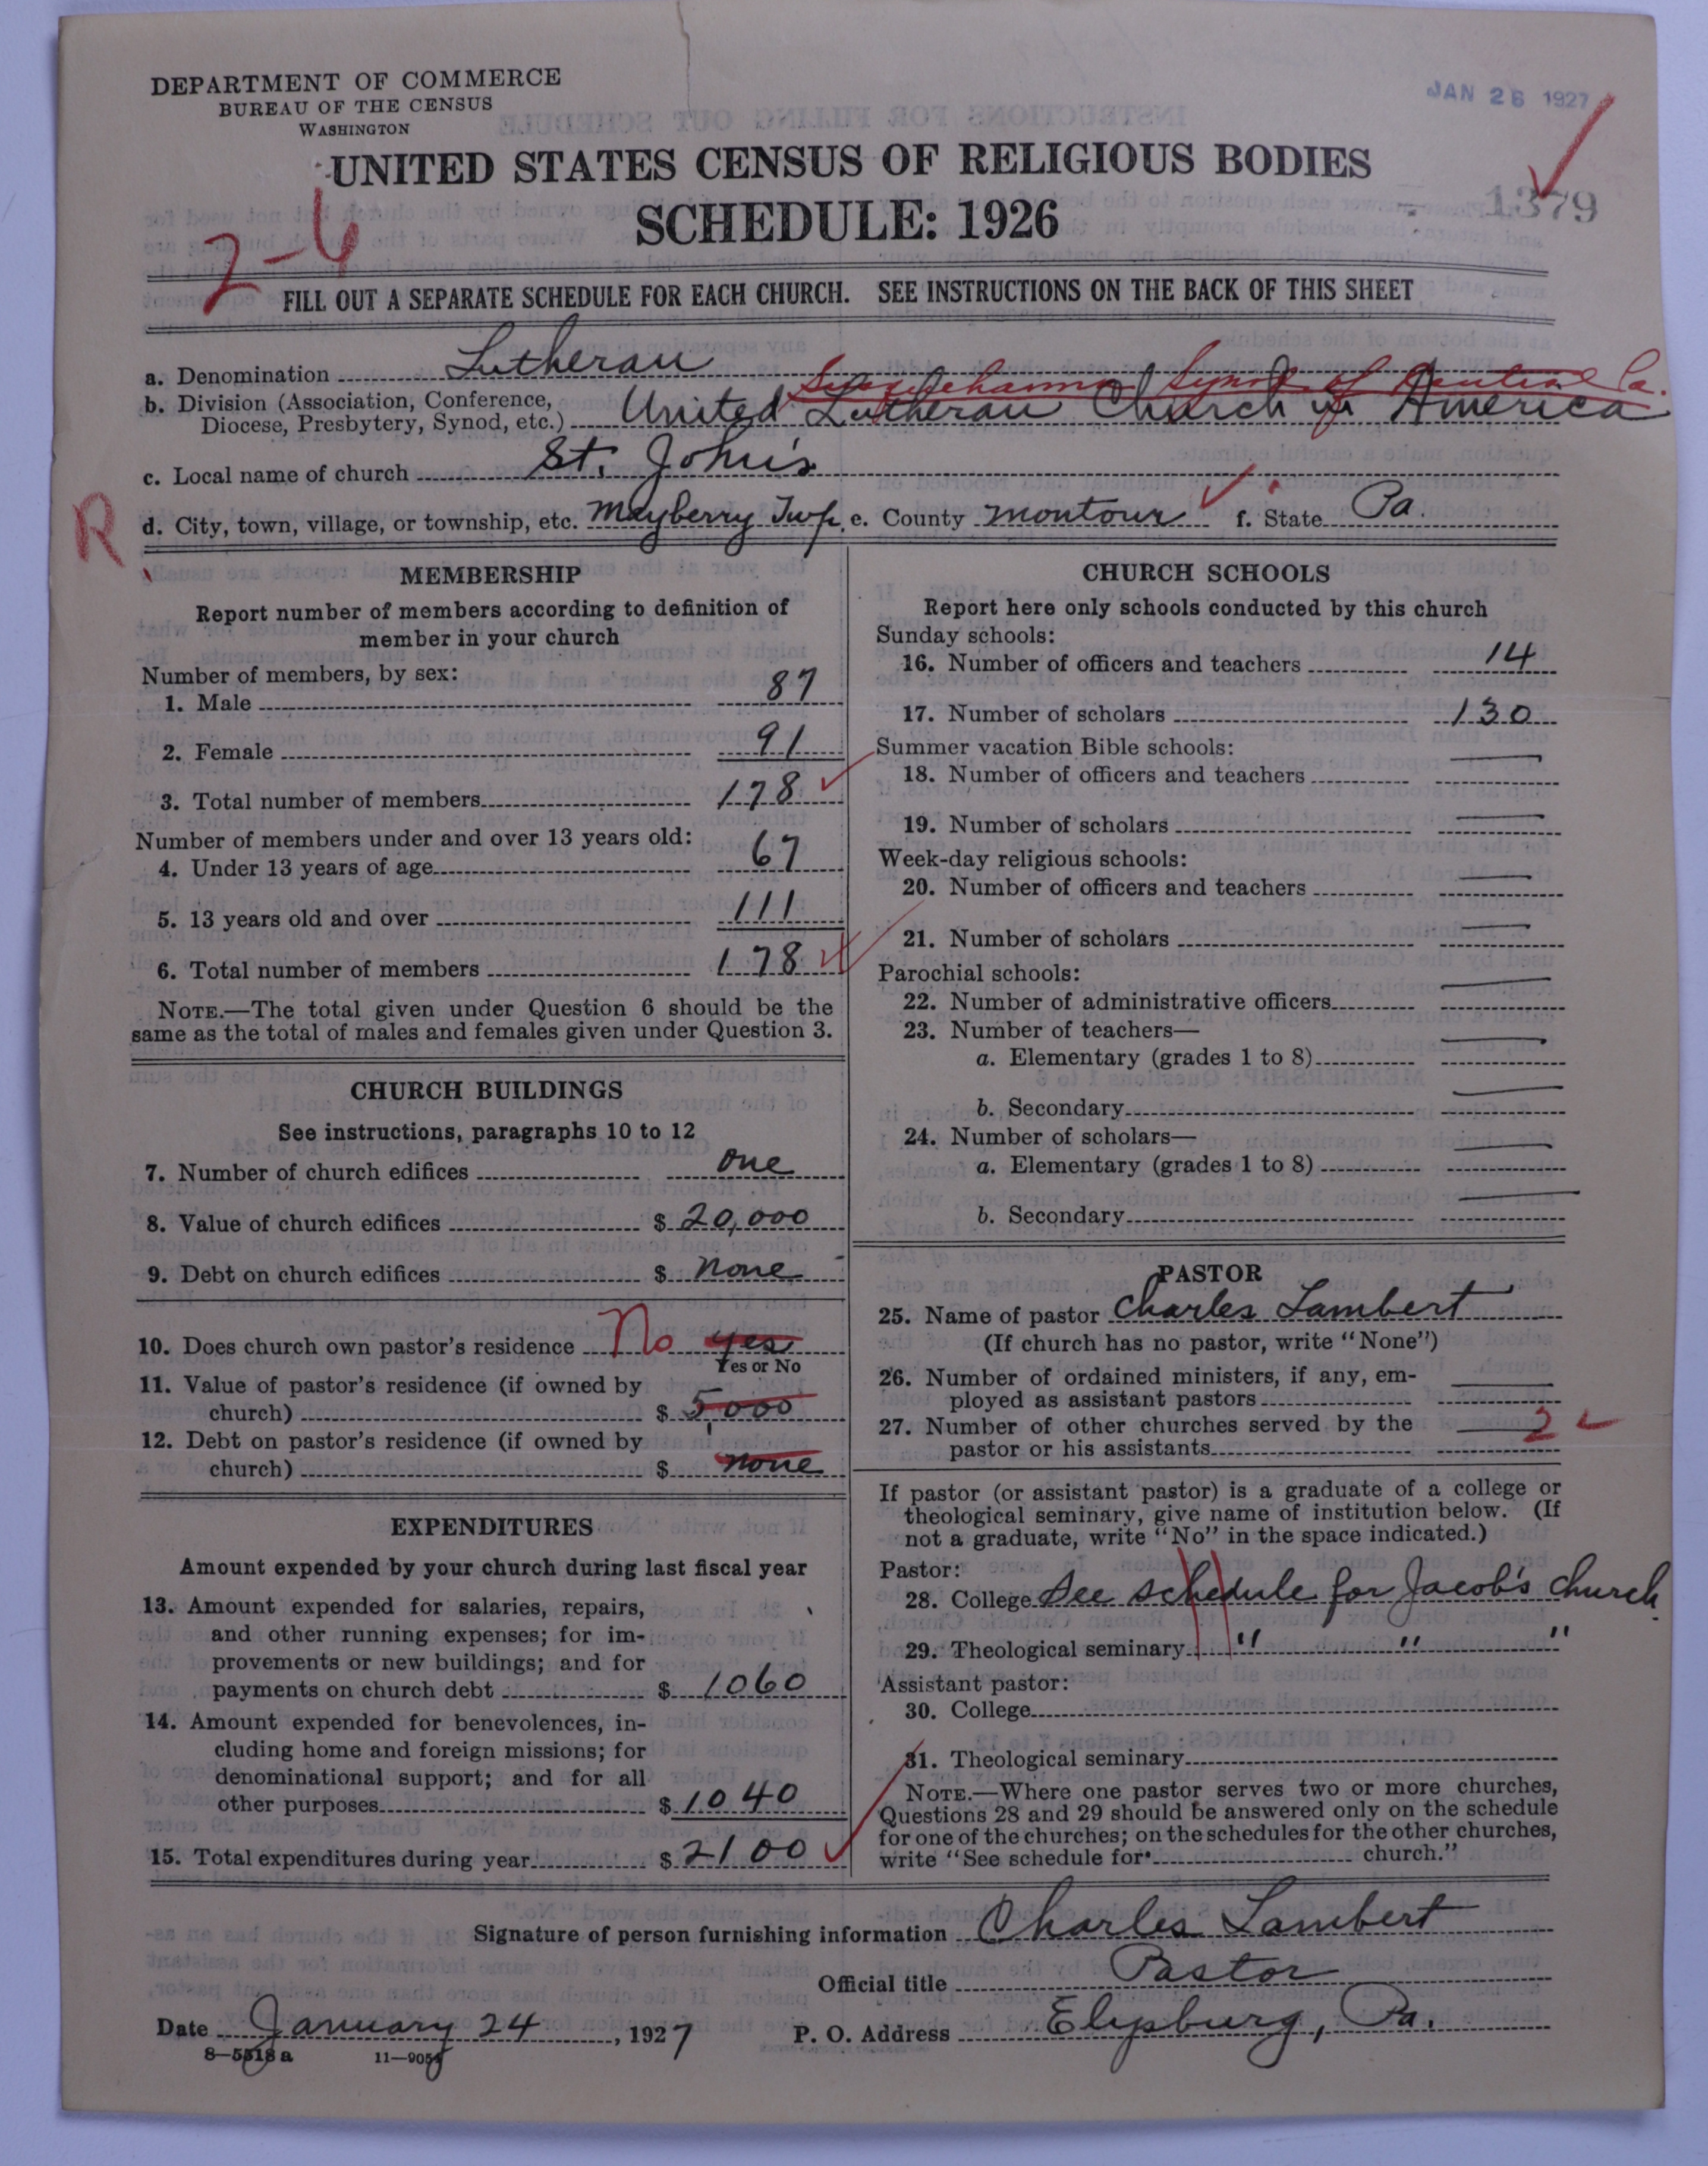 DEPARTMENT OF COMMERCE
BUREAU OF THE CENSUS
WASHINGTON
JAN 26 1927
UNITED STATES CENSUS OF RELIGIOUS BODIES
SCHEDULE: 1926
1379
2-6
FILL OUT A SEPARATE SCHEDULE FOR EACH CHURCH. SEE INSTRUCTIONS ON THE BACK OF THIS SHEET
a. Denomination Lutheran
Susquehanna Synod of Central Pa.
b. Division (Association, Conference, Diocese, Presbytery, Synod, etc.) United Lutheran Church in America
c. Local name of church St. John's
R
d. City, town, village, or township, etc. Mayberry Twp. e. County Montour f. State Pa.
MEMBERSHIP
Report number of members according to definition of
member in your church
Number of members, by sex:
1. Male 87
2. Female 91
3. Total number of members 178
Number of members under and over 13 years old:
4. Under 13 years of age 67
5. 13 years old and over 111
6. Total number of members 178
NOTE.—The total given under Question 6 should be the
same as the total of males and females given under Question 3.
CHURCH BUILDINGS
See instructions, paragraphs 10 to 12
7. Number of church edifices one
8. Value of church edifices $ 20,000
9. Debt on church edifices $ none
10. Does church own pastor's residence No yes
Yes or No
11. Value of pastor's residence (if owned by
church) $ 5,000
12. Debt on pastor's residence (if owned by
church) $ none
EXPENDITURES
Amount expended by your church during last fiscal year
13. Amount expended for salaries, repairs,
and other running expenses; for im-
provements or new buildings; and for
payments on church debt $ 1060
14. Amount expended for benevolences, in-
cluding home and foreign missions; for
denominational support; and for all
other purposes $ 1040
15. Total expenditures during year $ 2100
CHURCH SCHOOLS
Report here only schools conducted by this church
Sunday schools:
16. Number of officers and teachers 14
17. Number of scholars 130
Summer vacation Bible schools:
18. Number of officers and teachers —
19. Number of scholars —
Week-day religious schools:
20. Number of officers and teachers —
21. Number of scholars —
Parochial schools:
22. Number of administrative officers —
23. Number of teachers—
a. Elementary (grades 1 to 8) —
b. Secondary —
24. Number of scholars—
a. Elementary (grades 1 to 8) —
b. Secondary —
PASTOR
25. Name of pastor Charles Lambert
(If church has no pastor, write "None")
26. Number of ordained ministers, if any, em-
ployed as assistant pastors —
27. Number of other churches served by the
pastor or his assistants — 2
If pastor (or assistant pastor) is a graduate of a college or
theological seminary, give name of institution below. (If
not a graduate, write "No" in the space indicated.)
Pastor:
28. College See schedule for Jacob's church
29. Theological seminary " " "
Assistant pastor:
30. College
31. Theological seminary
NOTE.—Where one pastor serves two or more churches,
Questions 28 and 29 should be answered only on the schedule
for one of the churches; on the schedules for the other churches,
write "See schedule for church."
Signature of person furnishing information Charles Lambert
Official title Pastor
Date January 24, 1927 P. O. Address Elysburg, Pa.
8—5518 a 11—9054